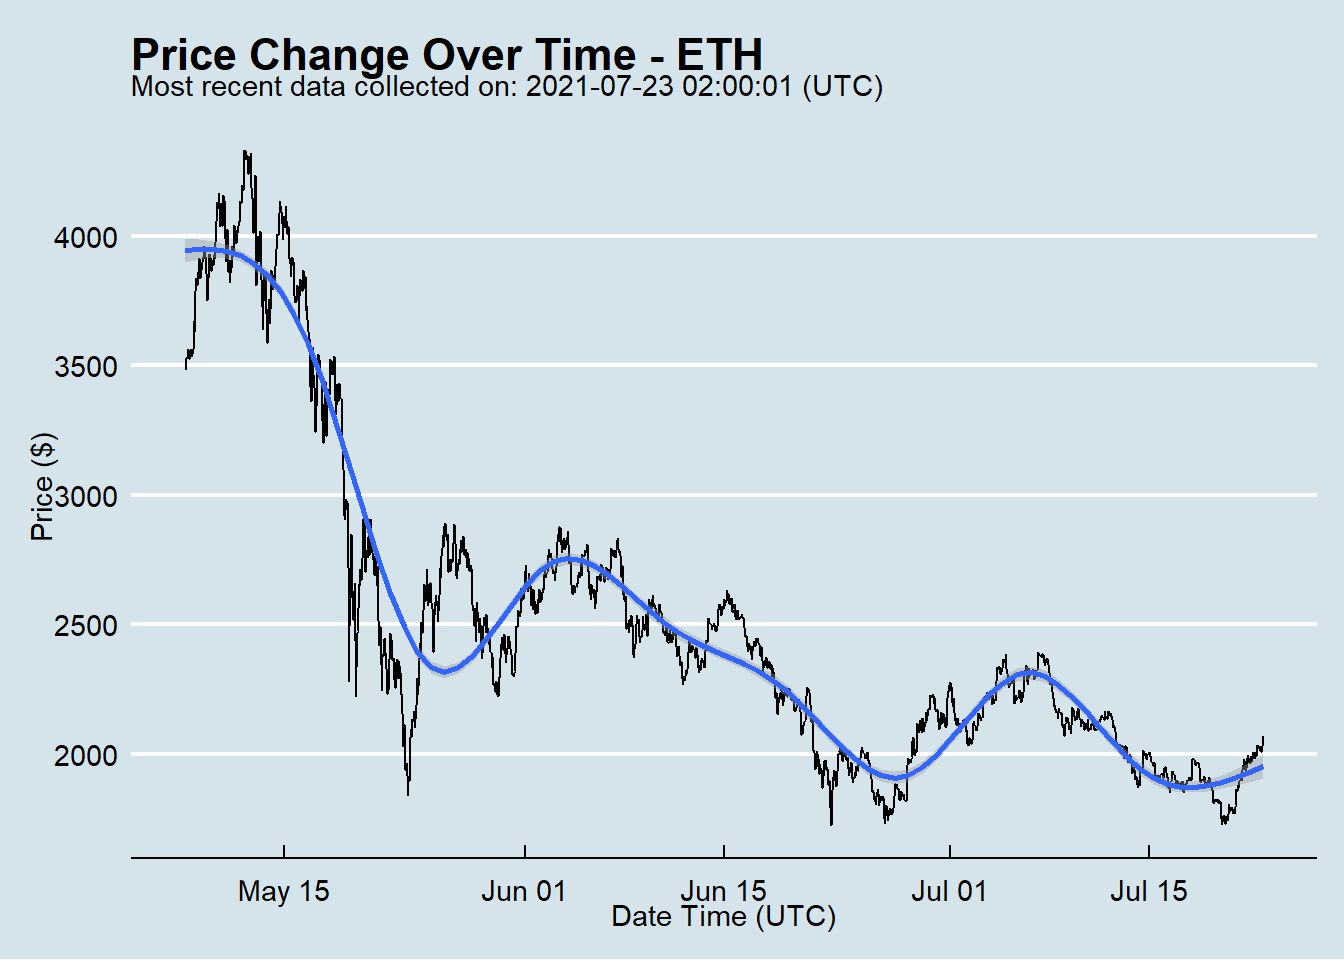 Price Change Over Time - ETH
Most recent data collected on: 2021-07-23 02:00:01 (UTC)
Price ($)
4000
3500
3000
2500
2000
May 15
Jun 01
Jun 15
Jul 01
Jul 15
Date Time (UTC)